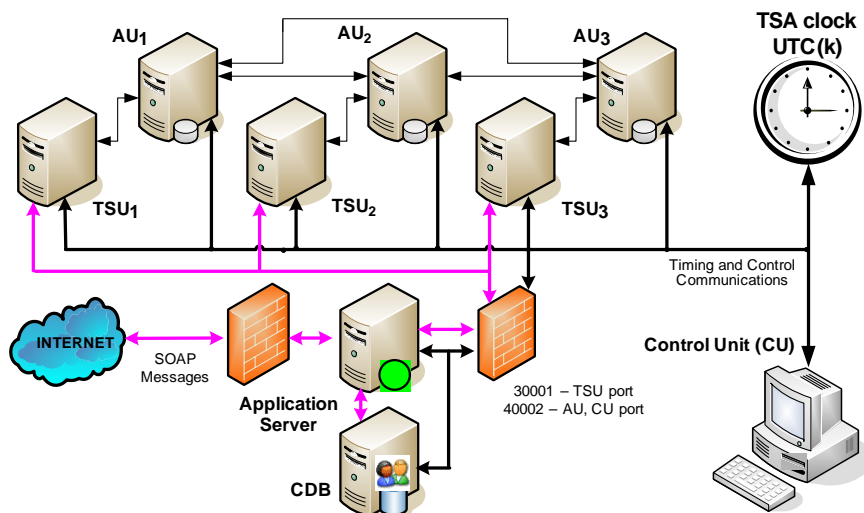 AU1
AU2
AU3
TSA clock
UTC(k)
TSU1
TSU2
TSU3
Timing and Control
Communications
INTERNET
SOAP
Messages
Control Unit (CU)
30001 – TSU port
40002 – AU, CU port
Application
Server
CDB